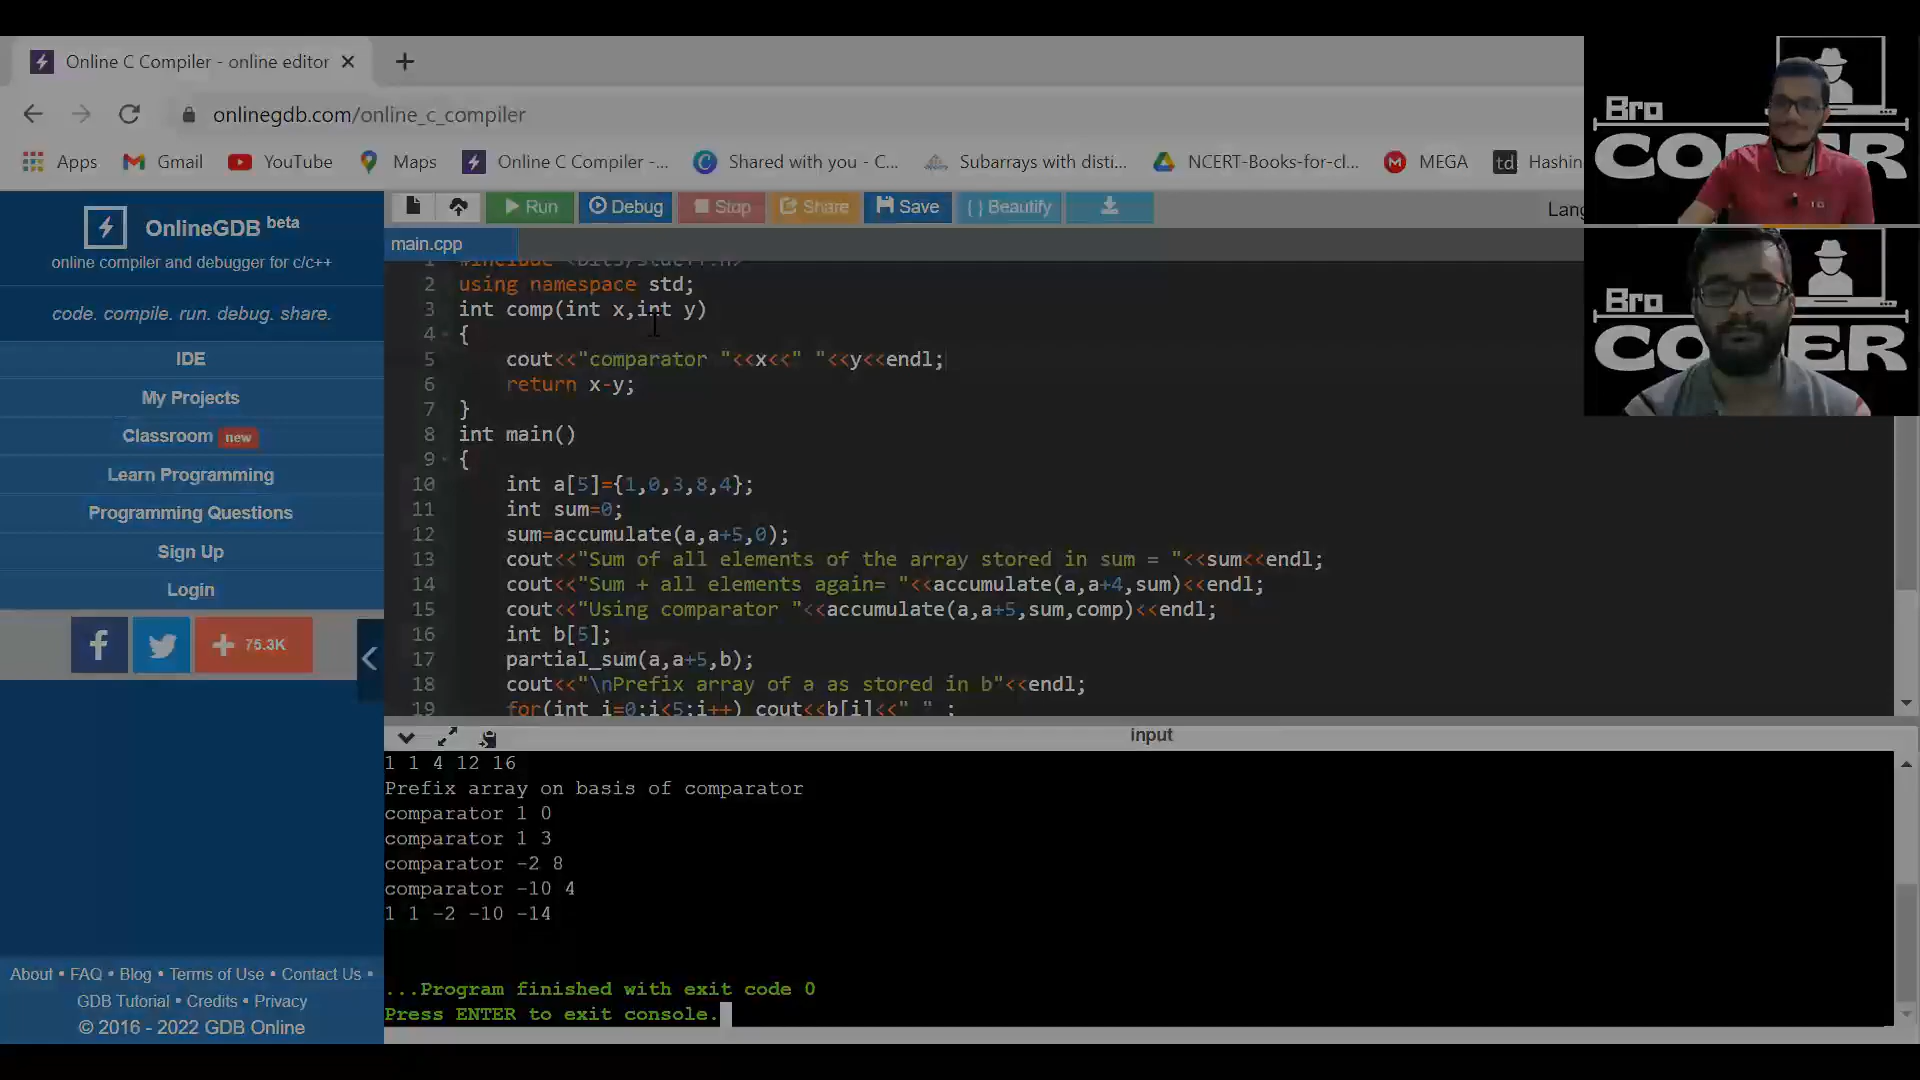 Online C Compiler - online editor
onlinegdb.com/online_c_compiler
Apps Gmail YouTube Maps Online C Compiler -... Shared with you - C... Subarrays with disti... NCERT-Books-for-cl... MEGA td Hashin
OnlineGDB beta
online compiler and debugger for c/c++
code. compile. run. debug. share.
IDE
My Projects
Classroom new
Learn Programming
Programming Questions
Sign Up
Login
f + 75.3K
About • FAQ • Blog • Terms of Use • Contact Us •
GDB Tutorial • Credits • Privacy
© 2016 - 2022 GDB Online
Run Debug Stop Share Save { } Beautify
Lang
main.cpp
2 using namespace std;
3 int comp(int x,int y)
4 {
5 cout<<"comparator "<<x<<" "<<y<<endl;
6 return x-y;
7 }
8 int main()
9 {
10 int a[5]={1,0,3,8,4};
11 int sum=0;
12 sum=accumulate(a,a+5,0);
13 cout<<"Sum of all elements of the array stored in sum = "<<sum<<endl;
14 cout<<"Sum + all elements again= "<<accumulate(a,a+4,sum)<<endl;
15 cout<<"Using comparator "<<accumulate(a,a+5,sum,comp)<<endl;
16 int b[5];
17 partial_sum(a,a+5,b);
18 cout<<"\nPrefix array of a as stored in b"<<endl;
19 for(int i=0;i<5;i++) cout<<b[i]<<" " ;
input
1 1 4 12 16
Prefix array on basis of comparator
comparator 1 0
comparator 1 3
comparator -2 8
comparator -10 4
1 1 -2 -10 -14
...Program finished with exit code 0
Press ENTER to exit console.
Bro
CODER
Bro
CODER